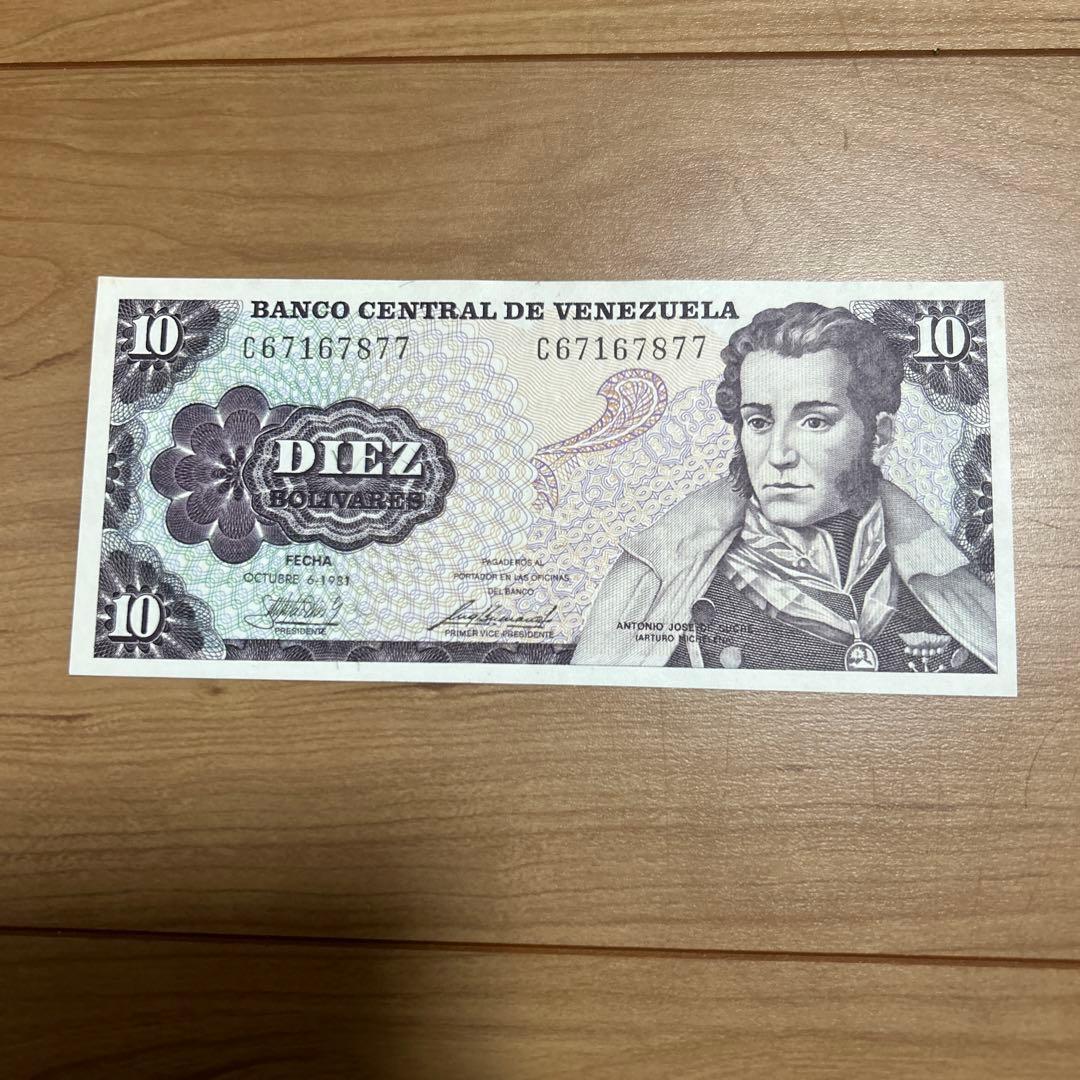 BANCO CENTRAL DE VENEZUELA
10
10
C67167877
C67167877
DIEZ
BOLIVARES
FECHA
OCTUBRE 6-1981
PAGADEROS AL
PORTADOR EN LAS OFICINAS
DEL BANCO
PRESIDENTE
PRIMER VICE-PRESIDENTE
ANTONIO JOSE DE SUCRE
(ARTURO MICHELENA)
10